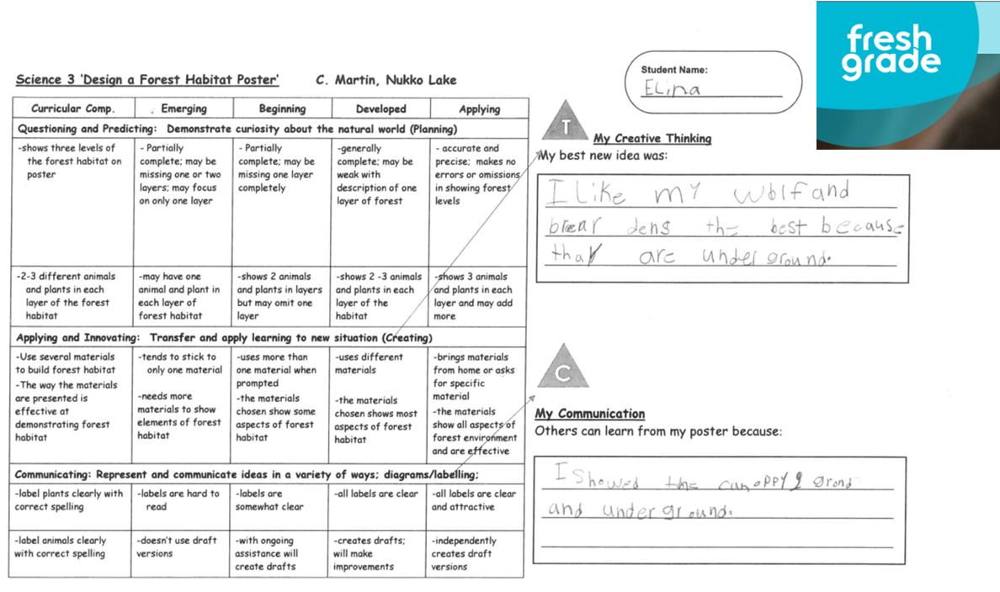 fresh
grade
Science 3 'Design a Forest Habitat Poster' C. Martin, Nukko Lake
Student Name:
Elina
Curricular Comp. Emerging Beginning Developed Applying
Questioning and Predicting: Demonstrate curiosity about the natural world (Planning)
-shows three levels of
the forest habitat on
poster
- Partially
complete; may be
missing one or two
layers; may focus
on only one layer
- Partially
complete; may be
missing one layer
completely
-generally
complete; may be
weak with
description of one
layer of forest
- accurate and
precise; makes no
errors or omissions
in showing forest
levels
-2-3 different animals
and plants in each
layer of the forest
habitat
-may have one
animal and plant in
each layer of
forest habitat
-shows 2 animals
and plants in layers
but may omit one
layer
-shows 2 -3 animals
and plants in each
layer of the
habitat
-shows 3 animals
and plants in each
layer and may add
more
Applying and Innovating: Transfer and apply learning to new situation (Creating)
-Use several materials
to build forest habitat
-The way the materials
are presented is
effective at
demonstrating forest
habitat
-tends to stick to
only one material
-needs more
materials to show
elements of forest
habitat
-uses more than
one material when
prompted
-the materials
chosen show some
aspects of forest
habitat
-uses different
materials
-the materials
chosen shows most
aspects of forest
habitat
-brings materials
from home or asks
for specific
material
-the materials
show all aspects of
forest environment
and are effective
Communicating: Represent and communicate ideas in a variety of ways; diagrams/labelling;
-label plants clearly with
correct spelling
-labels are hard to
read
-labels are
somewhat clear
-all labels are clear
-all labels are clear
and attractive
-label animals clearly
with correct spelling
-doesn't use draft
versions
-with ongoing
assistance will
create drafts
-creates drafts;
will make
improvements
-independently
creates draft
versions
T
My Creative Thinking
My best new idea was:
I Like my wolf and
dens the best because
are underground.
C
My Communication
Others can learn from my poster because:
I showed the canoppy grond
and underground.